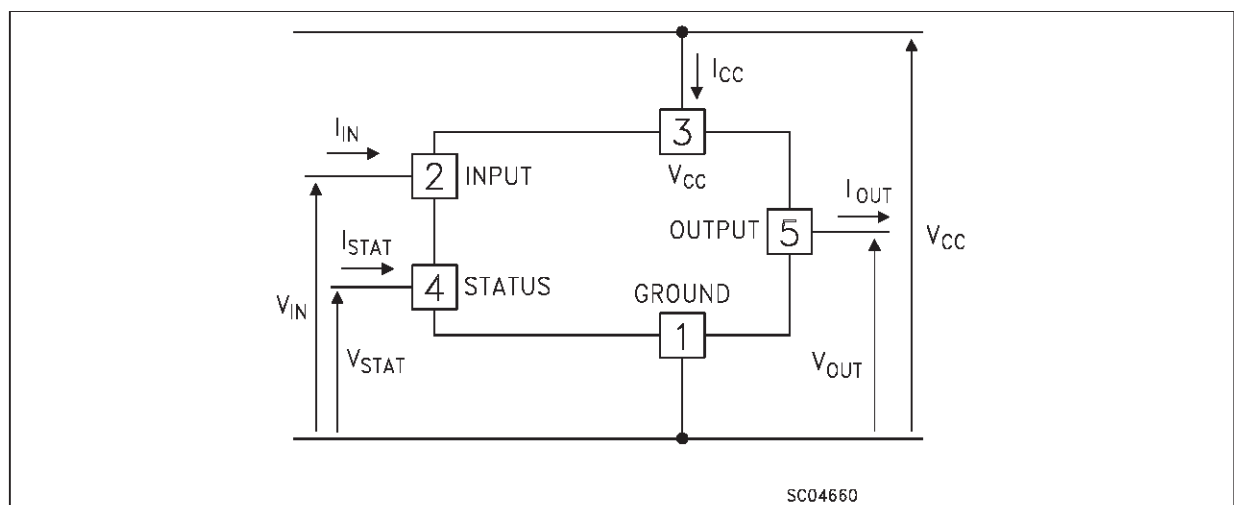 I_CC
I_IN
3
2 INPUT
V_CC
I_OUT
OUTPUT 5
V_CC
I_STAT
4 STATUS
GROUND
V_IN
1
V_STAT
V_OUT
SC04660